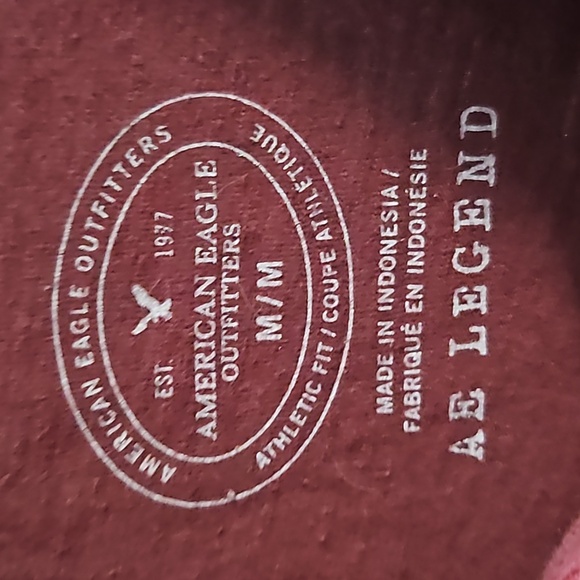 AMERICAN EAGLE OUTFITTERS
EST. 1977
AMERICAN EAGLE
OUTFITTERS
M/M
ATHLETIC FIT / COUPE ATHLÉTIQUE
MADE IN INDONESIA /
FABRIQUÉ EN INDONÉSIE
AE LEGEND